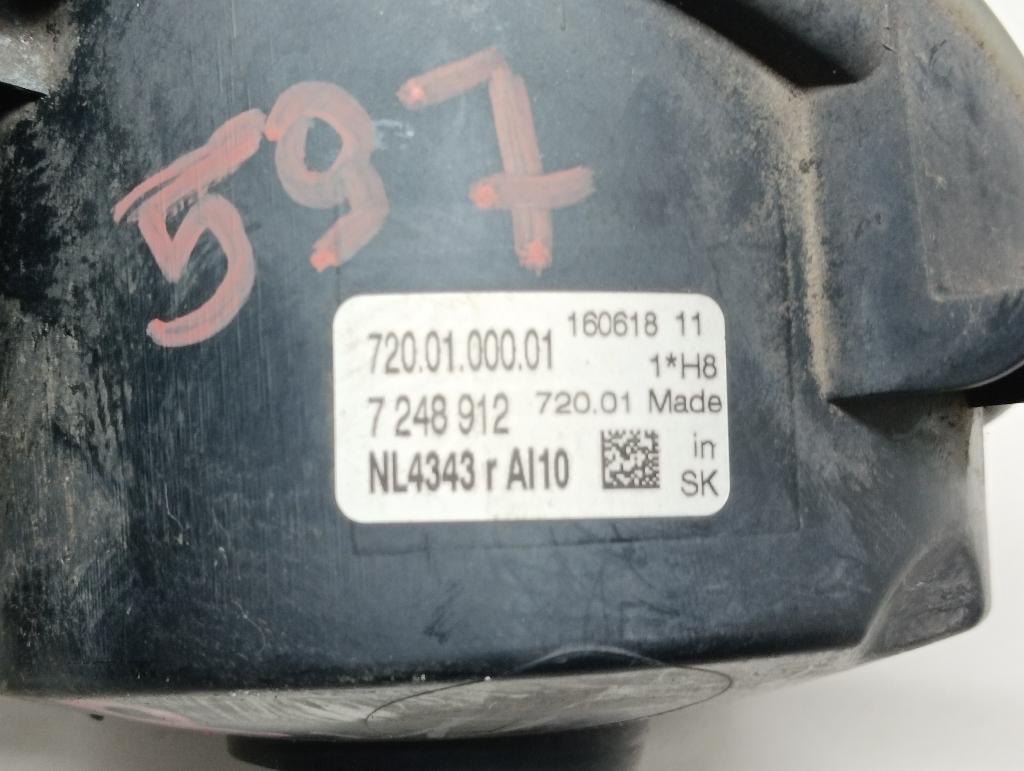 597
720.01.000.01 160618 11
1*H8
7 248 912 720.01 Made
in
NL4343 r Al10
SK